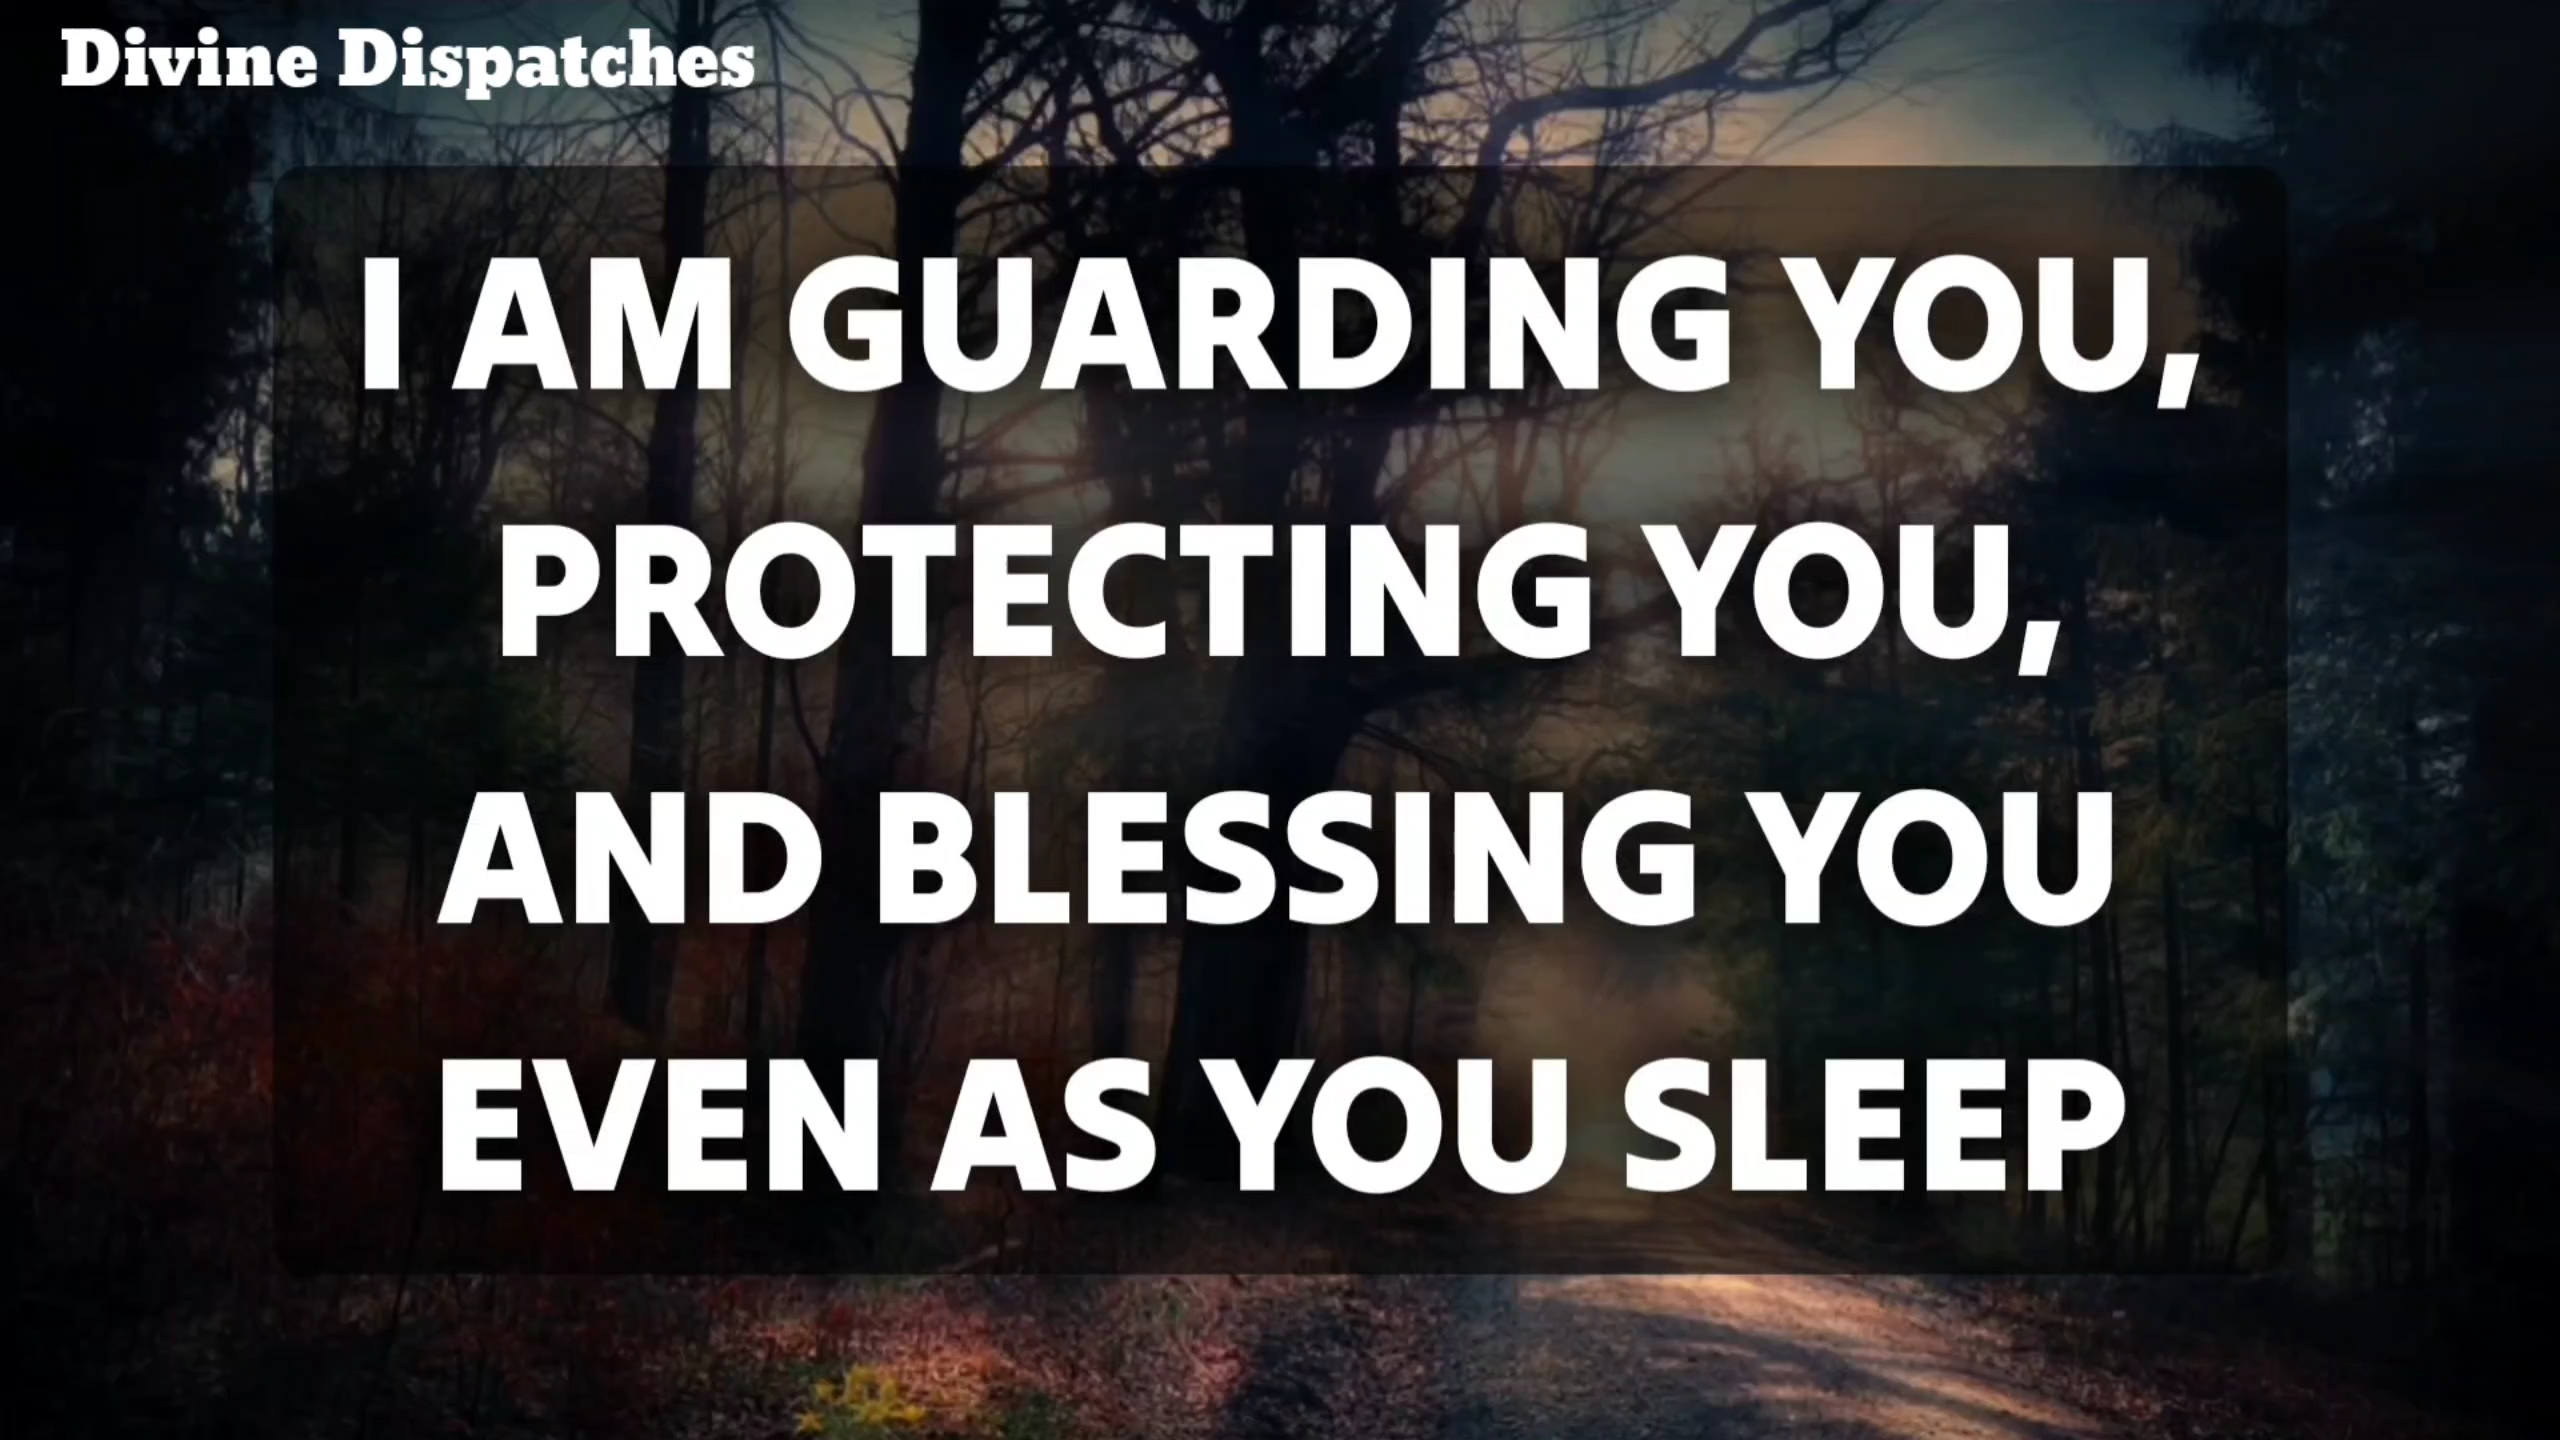 Divine Dispatches
I AM GUARDING YOU,
PROTECTING YOU,
AND BLESSING YOU
EVEN AS YOU SLEEP